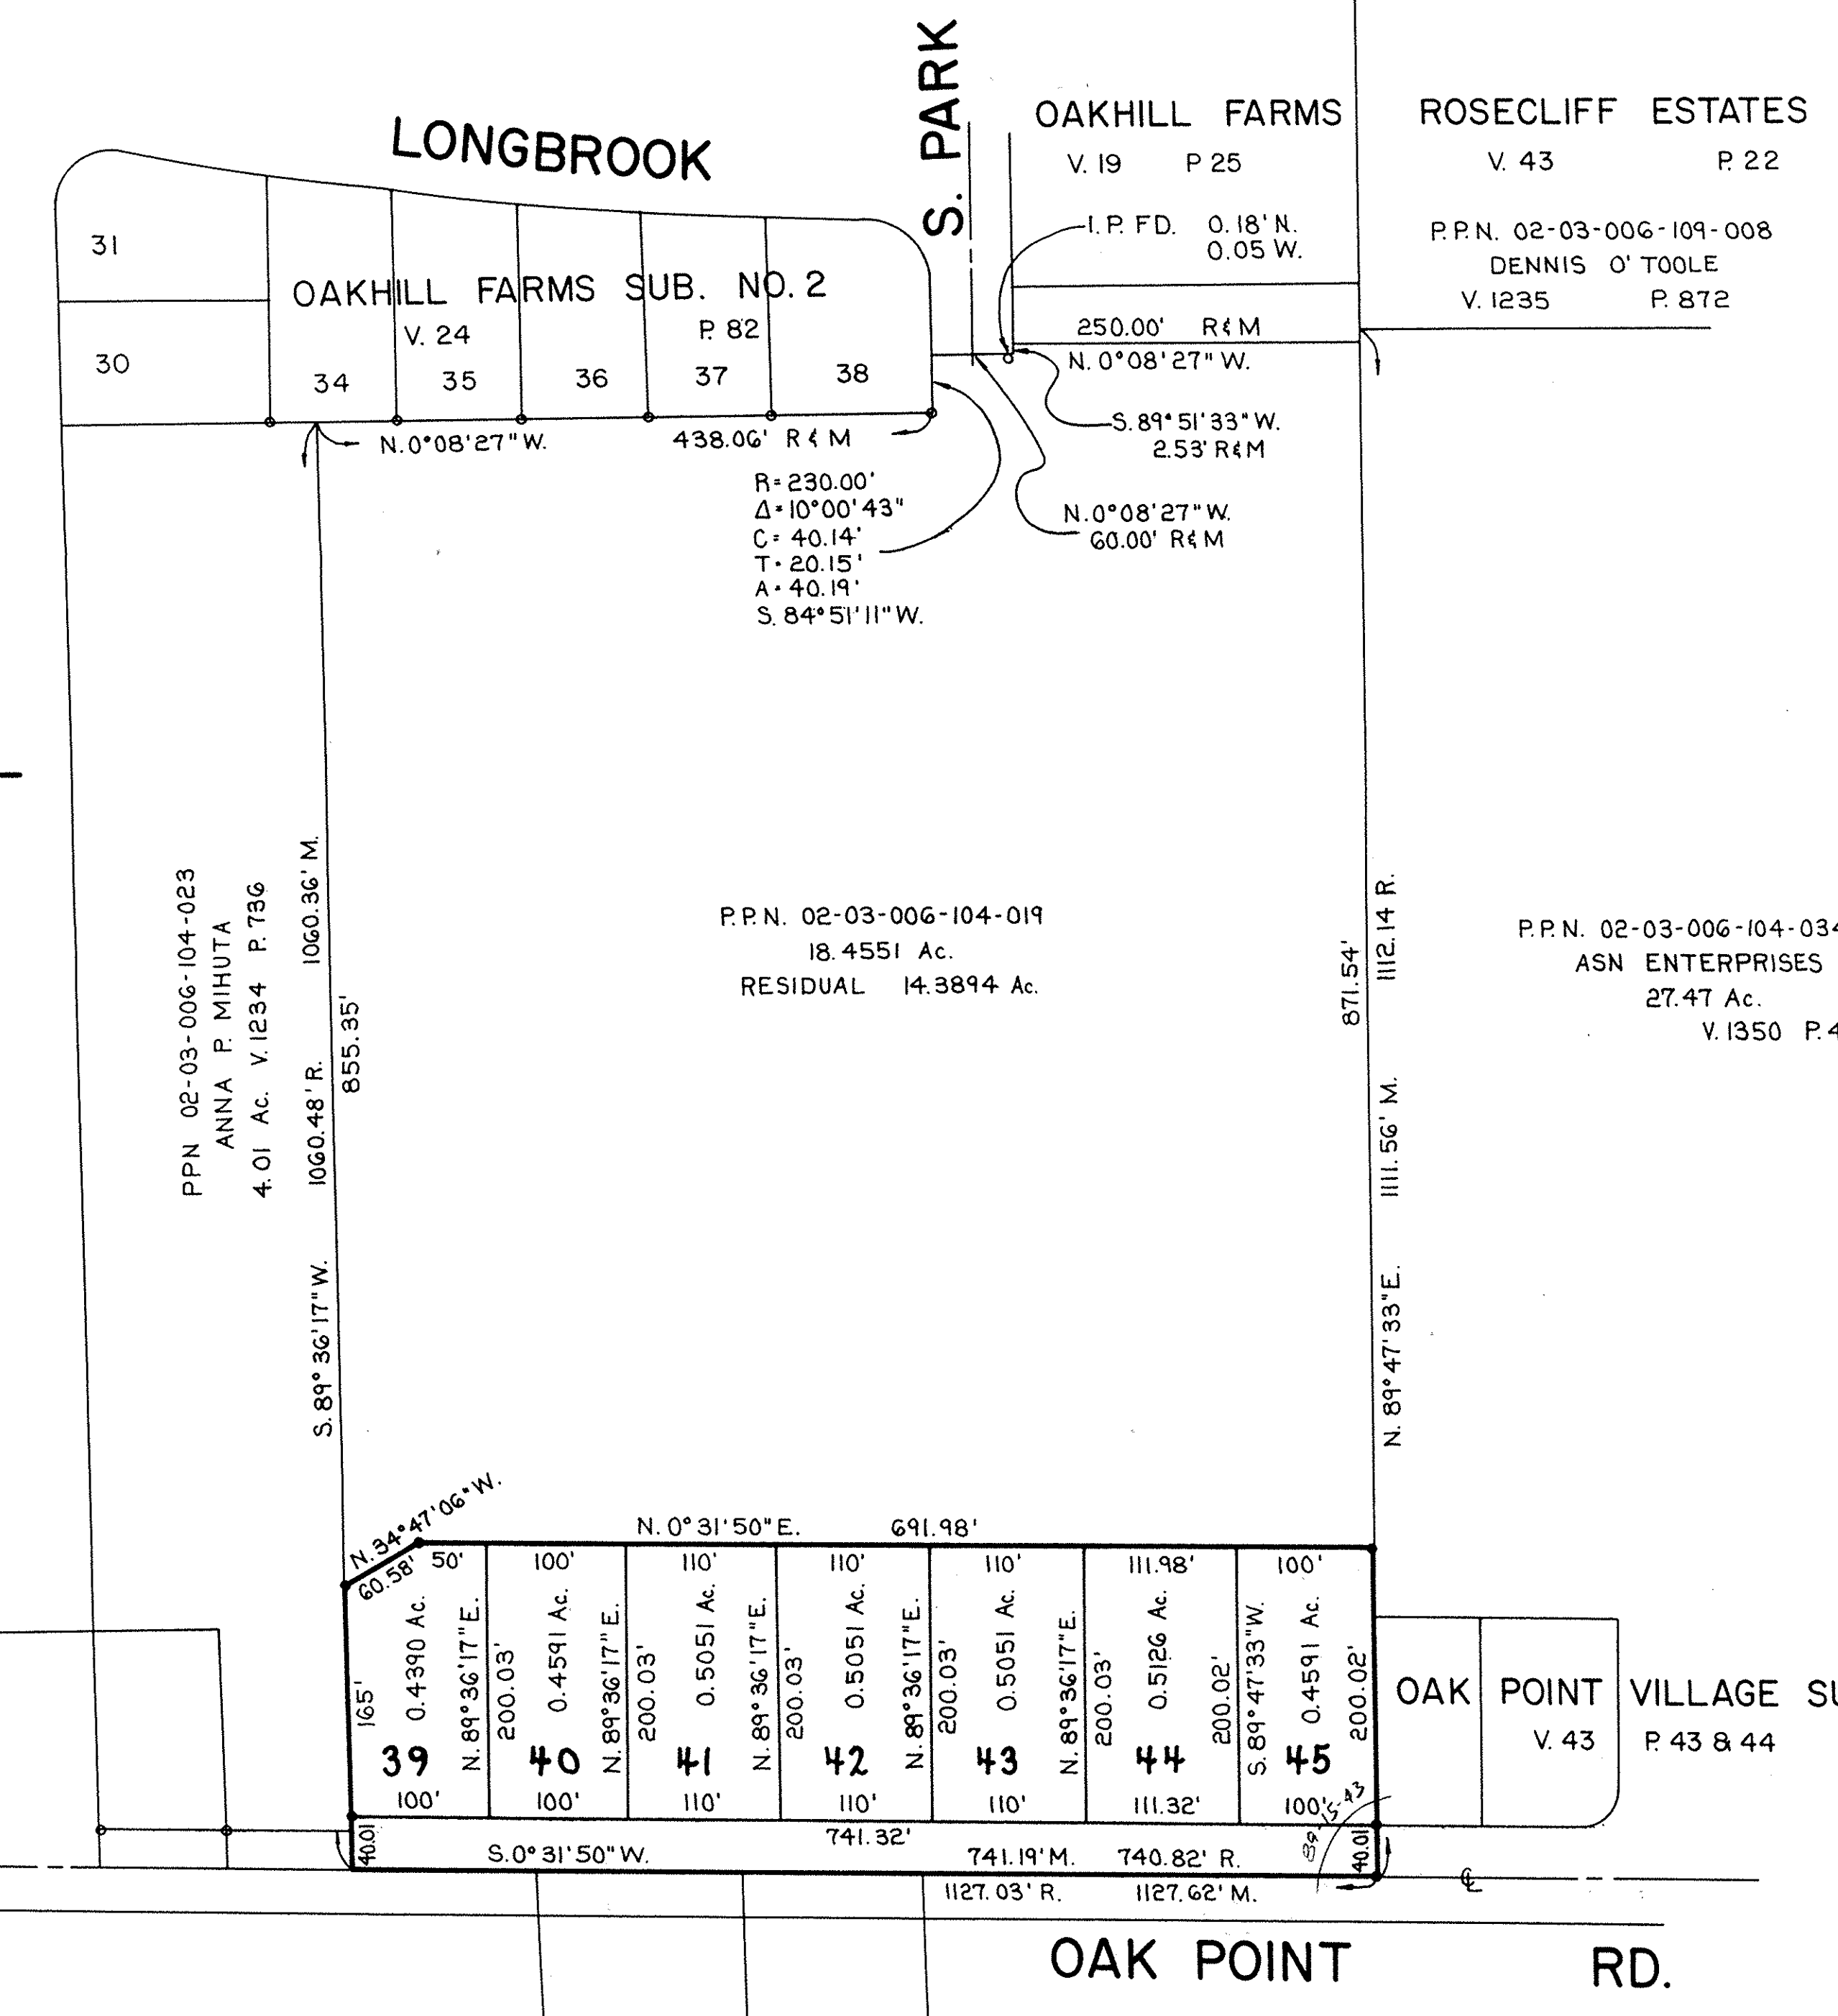 LONGBROOK
S. PARK
OAKHILL FARMS
V. 19 P 25
ROSECLIFF ESTATES
V. 43 P. 22
P.P.N. 02-03-006-109-008
DENNIS O' TOOLE
V. 1235 P. 872
I.P. FD. 0.18' N.
0.05 W.
31
30
OAKHILL FARMS SUB. NO. 2
V. 24 P. 82
34
35
36
37
38
250.00' R&M
N. 0°08'27" W.
S. 89°51'33" W.
2.53' R&M
N. 0°08'27" W.
438.06' R & M
R= 230.00'
Δ= 10°00'43"
C= 40.14'
T= 20.15'
A= 40.19'
S. 84°51'11" W.
N. 0°08'27" W.
60.00' R&M
PPN 02-03-006-104-023
ANNA P. MIHUTA
4.01 Ac. V. 1234 P. 736
S. 89° 36'17" W.
1060.48' R.
1060.36' M.
855.35'
P.P.N. 02-03-006-104-019
18.4551 Ac.
RESIDUAL 14.3894 Ac.
871.54'
N. 89°47'33" E.
1111.56' M.
1112.14 R.
P.P.N. 02-03-006-104-034
ASN ENTERPRISES
27.47 Ac.
V. 1350 P. 4
N. 34°47'06" W.
60.58'
N. 0°31'50" E. 691.98'
50'
100'
110'
110'
110'
111.98'
100'
165'
0.4390 Ac.
N. 89°36'17" E.
200.03'
0.4591 Ac.
N. 89°36'17" E.
200.03'
0.5051 Ac.
N. 89°36'17" E.
200.03'
0.5051 Ac.
N. 89°36'17" E.
200.03'
0.5051 Ac.
N. 89°36'17" E.
200.03'
0.5126 Ac.
200.02'
S. 89°47'33" W.
0.4591 Ac.
200.02'
39
40
41
42
43
44
45
100'
100'
110'
110'
110'
111.32'
100'
OAK POINT VILLAGE SU
V. 43 P. 43 & 44
40.01
741.32'
S. 0°31'50" W.
741.19' M. 740.82' R.
89-15-43
40.01
1127.03' R. 1127.62' M.
℄
OAK POINT RD.